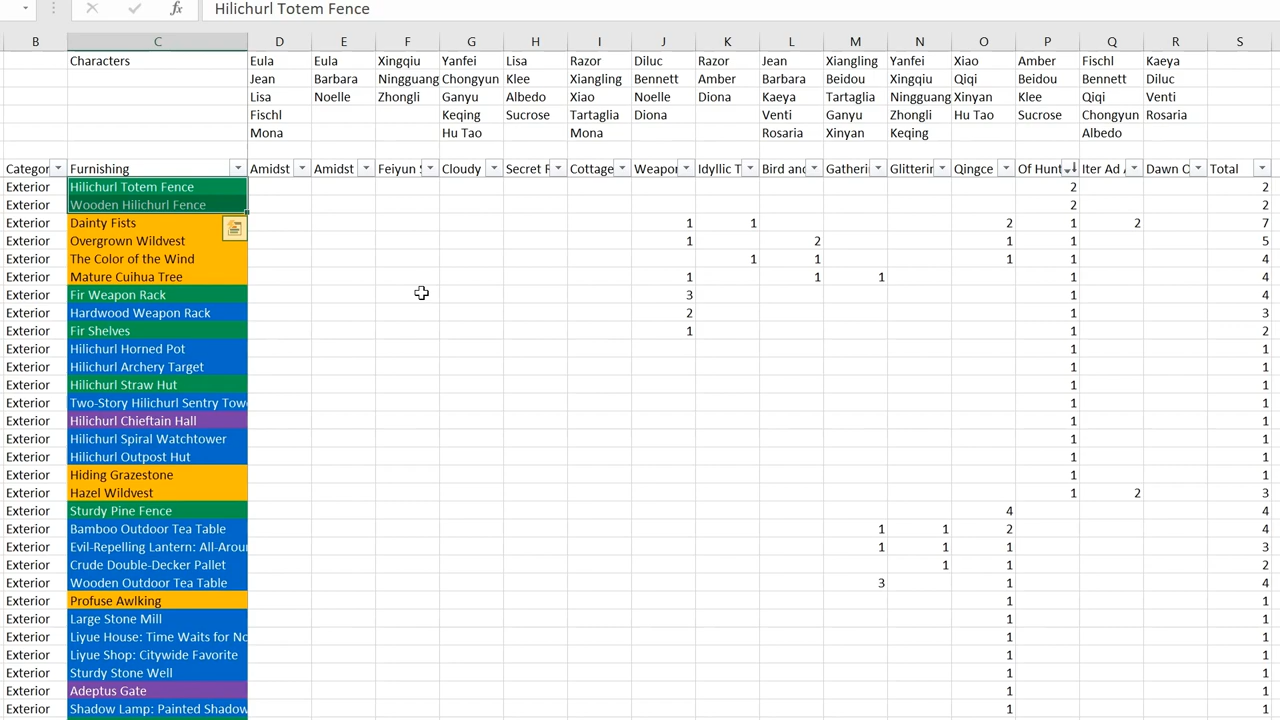 fx Hilichurl Totem Fence
B C D E F G H I J K L M N O P Q R S
Characters Eula Eula Xingqiu Yanfei Lisa Razor Diluc Razor Jean Xiangling Yanfei Xiao Amber Fischl Kaeya
Jean Barbara Ningguang Chongyun Klee Xiangling Bennett Amber Barbara Beidou Xingqiu Qiqi Beidou Bennett Diluc
Lisa Noelle Zhongli Ganyu Albedo Xiao Noelle Diona Kaeya Tartaglia Ningguang Xinyan Klee Qiqi Venti
Fischl Keqing Sucrose Tartaglia Diona Venti Ganyu Zhongli Hu Tao Sucrose Chongyun Rosaria
Mona Hu Tao Mona Rosaria Xinyan Keqing Albedo
Categor Furnishing Amidst Amidst Feiyun S Cloudy Secret R Cottage Weapon Idyllic T Bird and Gatheri Glitterin Qingce Of Hunt Iter Ad A Dawn O Total
Exterior Hilichurl Totem Fence 2 2
Exterior Wooden Hilichurl Fence 2 2
Exterior Dainty Fists 1 1 2 1 2 7
Exterior Overgrown Wildvest 1 2 1 1 5
Exterior The Color of the Wind 1 1 1 1 4
Exterior Mature Cuihua Tree 1 1 1 1 4
Exterior Fir Weapon Rack 3 1 4
Exterior Hardwood Weapon Rack 2 1 3
Exterior Fir Shelves 1 1 2
Exterior Hilichurl Horned Pot 1 1
Exterior Hilichurl Archery Target 1 1
Exterior Hilichurl Straw Hut 1 1
Exterior Two-Story Hilichurl Sentry Tow 1 1
Exterior Hilichurl Chieftain Hall 1 1
Exterior Hilichurl Spiral Watchtower 1 1
Exterior Hilichurl Outpost Hut 1 1
Exterior Hiding Grazestone 1 1
Exterior Hazel Wildvest 1 2 3
Exterior Sturdy Pine Fence 4 4
Exterior Bamboo Outdoor Tea Table 1 1 2 4
Exterior Evil-Repelling Lantern: All-Arou 1 1 1 3
Exterior Crude Double-Decker Pallet 1 1 2
Exterior Wooden Outdoor Tea Table 3 1 4
Exterior Profuse Awlking 1 1
Exterior Large Stone Mill 1 1
Exterior Liyue House: Time Waits for No 1 1
Exterior Liyue Shop: Citywide Favorite 1 1
Exterior Sturdy Stone Well 1 1
Exterior Adeptus Gate 1 1
Exterior Shadow Lamp: Painted Shadow 1 1